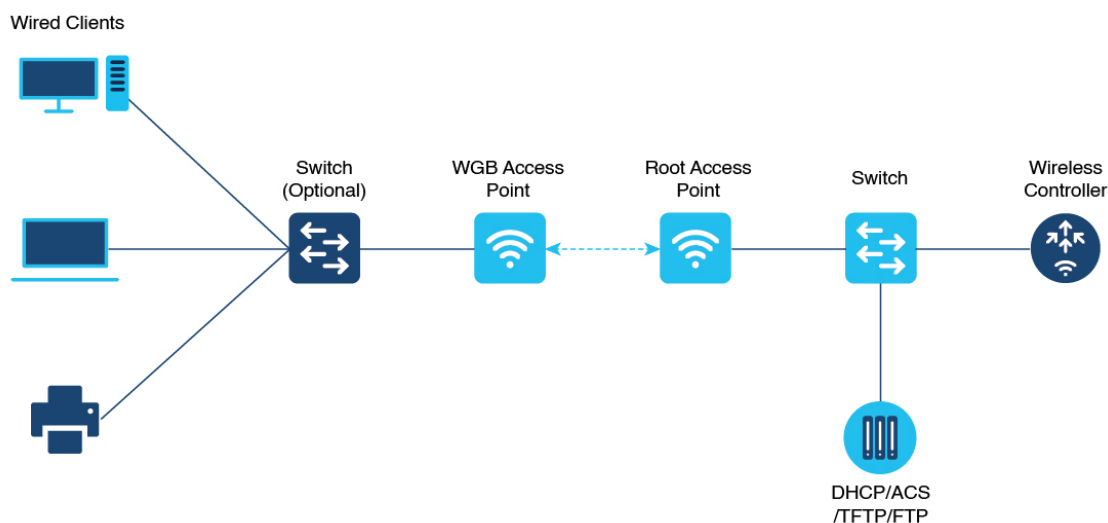 Wired Clients
Switch
(Optional)
WGB Access
Point
Root Access
Point
Switch
Wireless
Controller
DHCP/ACS
/TFTP/FTP